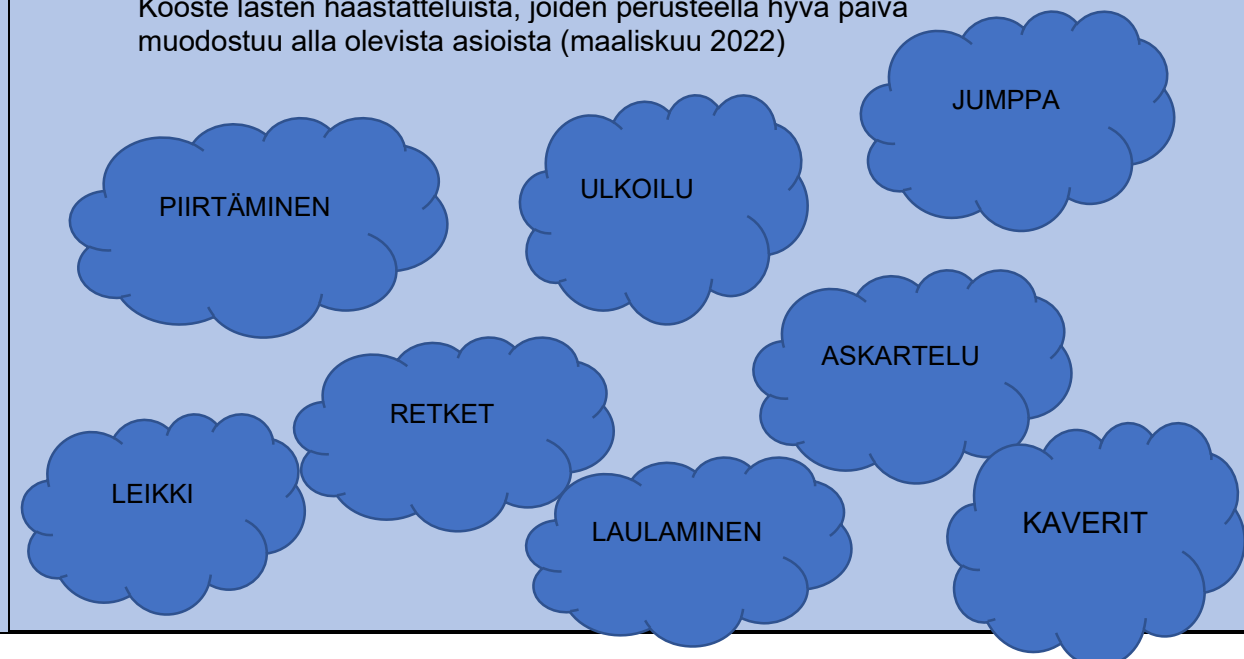 Kooste lasten haastatteluista, joiden perusteella hyvä päivä
muodostuu alla olevista asioista (maaliskuu 2022)
JUMPPA
PIIRTÄMINEN
ULKOILU
ASKARTELU
RETKET
LEIKKI
LAULAMINEN
KAVERIT